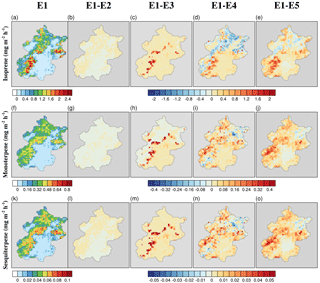 E1 E1-E2 E1-E3 E1-E4 E1-E5
(a) (b) (c) (d) (e)
Isoprene (mg m⁻² h⁻¹)
0 0.4 0.8 1.2 1.6 2 2.4
-2 -1.6 -1.2 -0.8 -0.4 0 0.4 0.8 1.2 1.6 2
(f) (g) (h) (i) (j)
Monoterpene (mg m⁻² h⁻¹)
0 0.16 0.32 0.48 0.64 0.8
-0.4 -0.32 -0.24 -0.16 -0.08 0 0.08 0.16 0.24 0.32 0.4
(k) (l) (m) (n) (o)
Sesquiterpene (mg m⁻² h⁻¹)
0 0.02 0.04 0.06 0.08 0.1
-0.05 -0.04 -0.03 -0.02 -0.01 0 0.01 0.02 0.03 0.04 0.05